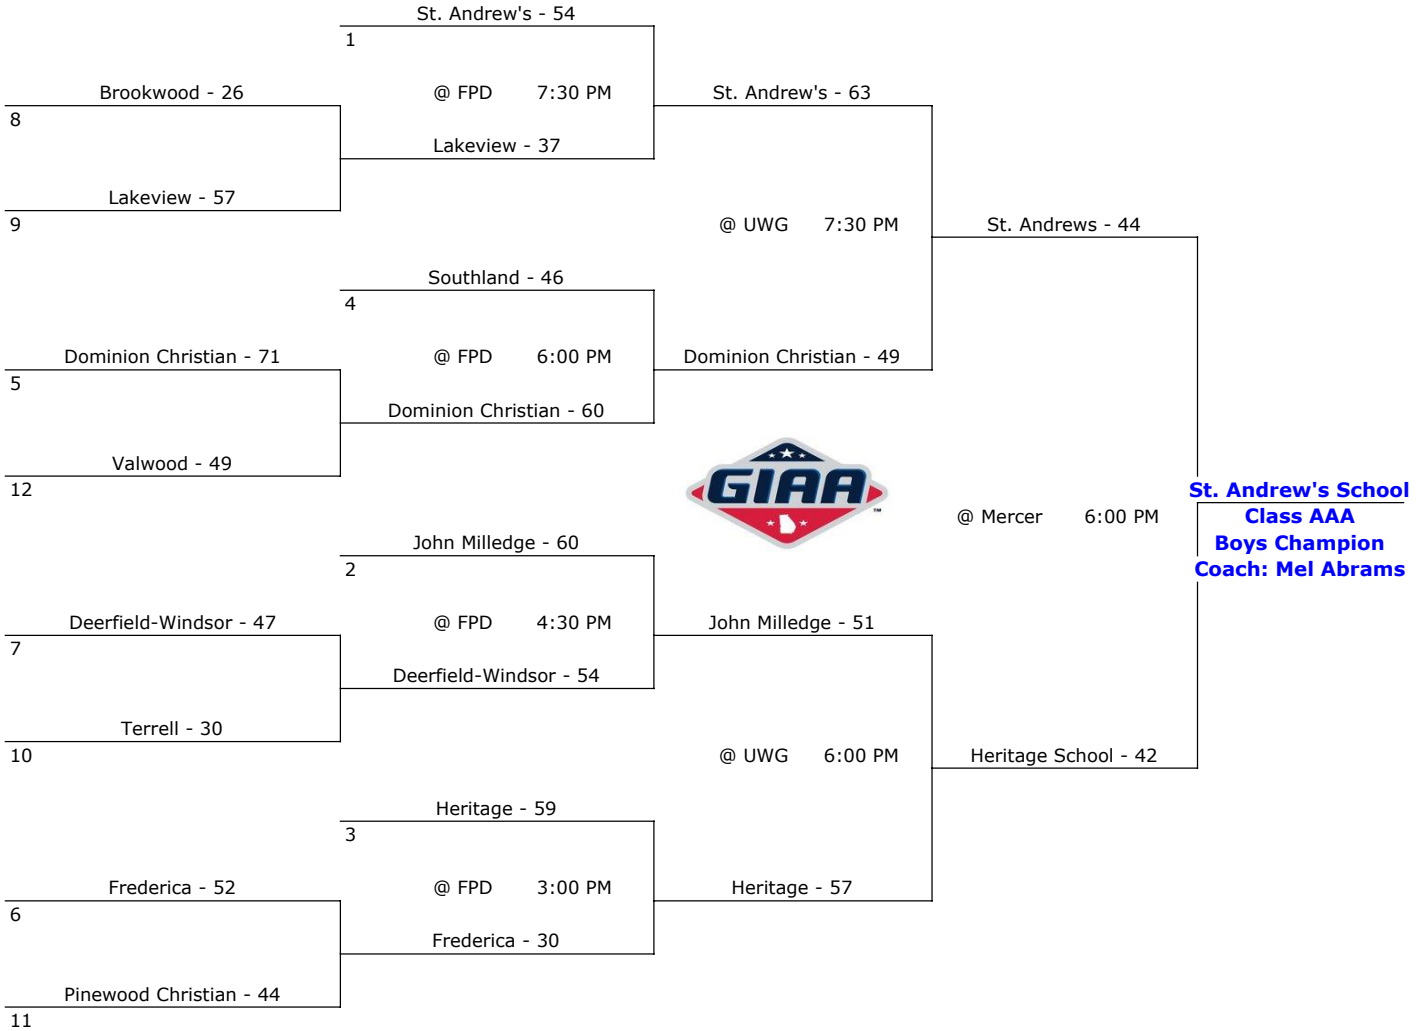 St. Andrew's - 54
1
Brookwood - 26
@ FPD 7:30 PM
St. Andrew's - 63
8
Lakeview - 37
Lakeview - 57
9
@ UWG 7:30 PM
St. Andrews - 44
Southland - 46
4
Dominion Christian - 71
@ FPD 6:00 PM
Dominion Christian - 49
5
Dominion Christian - 60
Valwood - 49
12
GIAA
TM
St. Andrew's School
@ Mercer 6:00 PM
Class AAA
Boys Champion
Coach: Mel Abrams
John Milledge - 60
2
Deerfield-Windsor - 47
@ FPD 4:30 PM
John Milledge - 51
7
Deerfield-Windsor - 54
Terrell - 30
10
@ UWG 6:00 PM
Heritage School - 42
Heritage - 59
3
Frederica - 52
@ FPD 3:00 PM
Heritage - 57
6
Frederica - 30
Pinewood Christian - 44
11